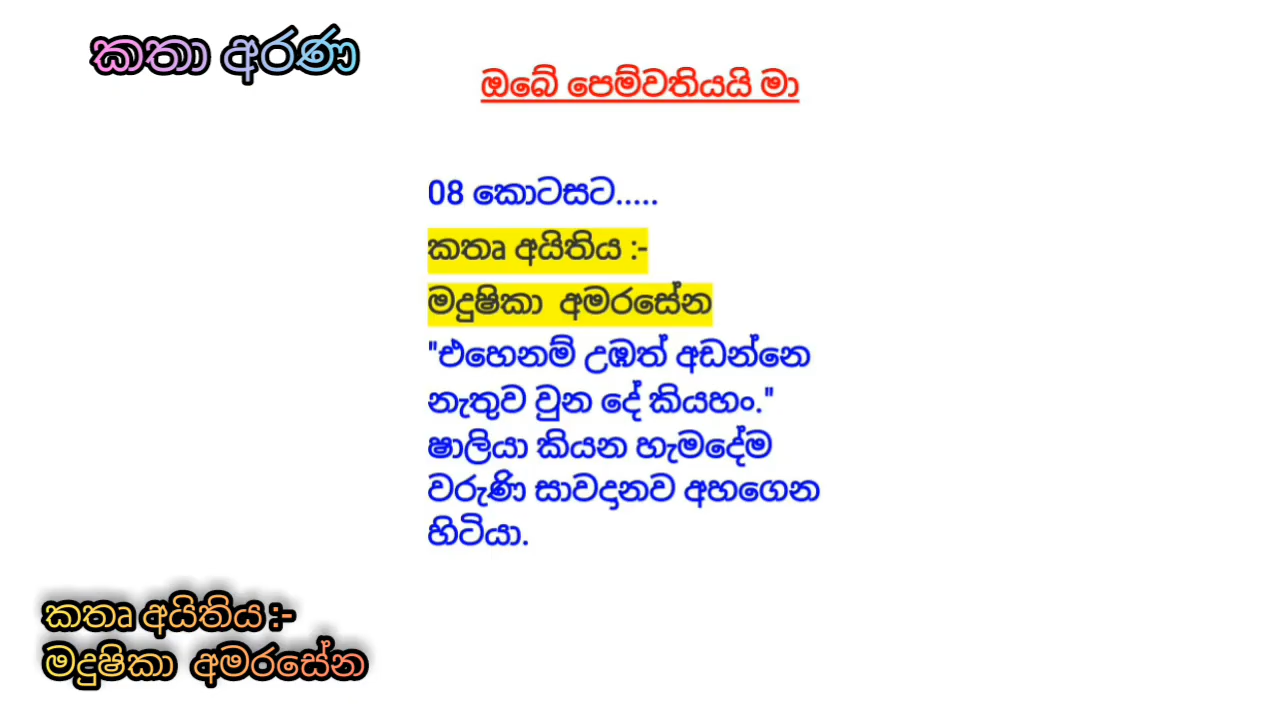 කතා අරණ
ඔබේ පෙම්වතියයි මා
08 කොටසට.....
කතෘ අයිතිය :-
මදුෂිකා  අමරසේන
"එහෙනම් උඹත් අඩන්නෙ
නැතුව වුන දේ කියහං."
ෂාලියා කියන හැමදේම
වරුණි සාවදානව අහගෙන
හිටියා.
කතෘ අයිතිය :-
මදුෂිකා  අමරසේන